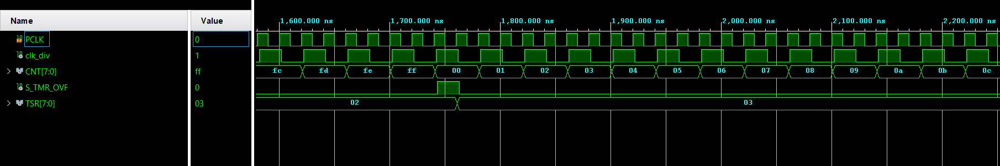 Name Value
1,600.000 ns 1,700.000 ns 1,800.000 ns 1,900.000 ns 2,000.000 ns 2,100.000 ns 2,200.000 ns
PCLK 0
clk_div 1
CNT[7:0] ff fc fd fe ff 00 01 02 03 04 05 06 07 08 09 0a 0b 0c
S_TMR_OVF 0
TSR[7:0] 03 02 03